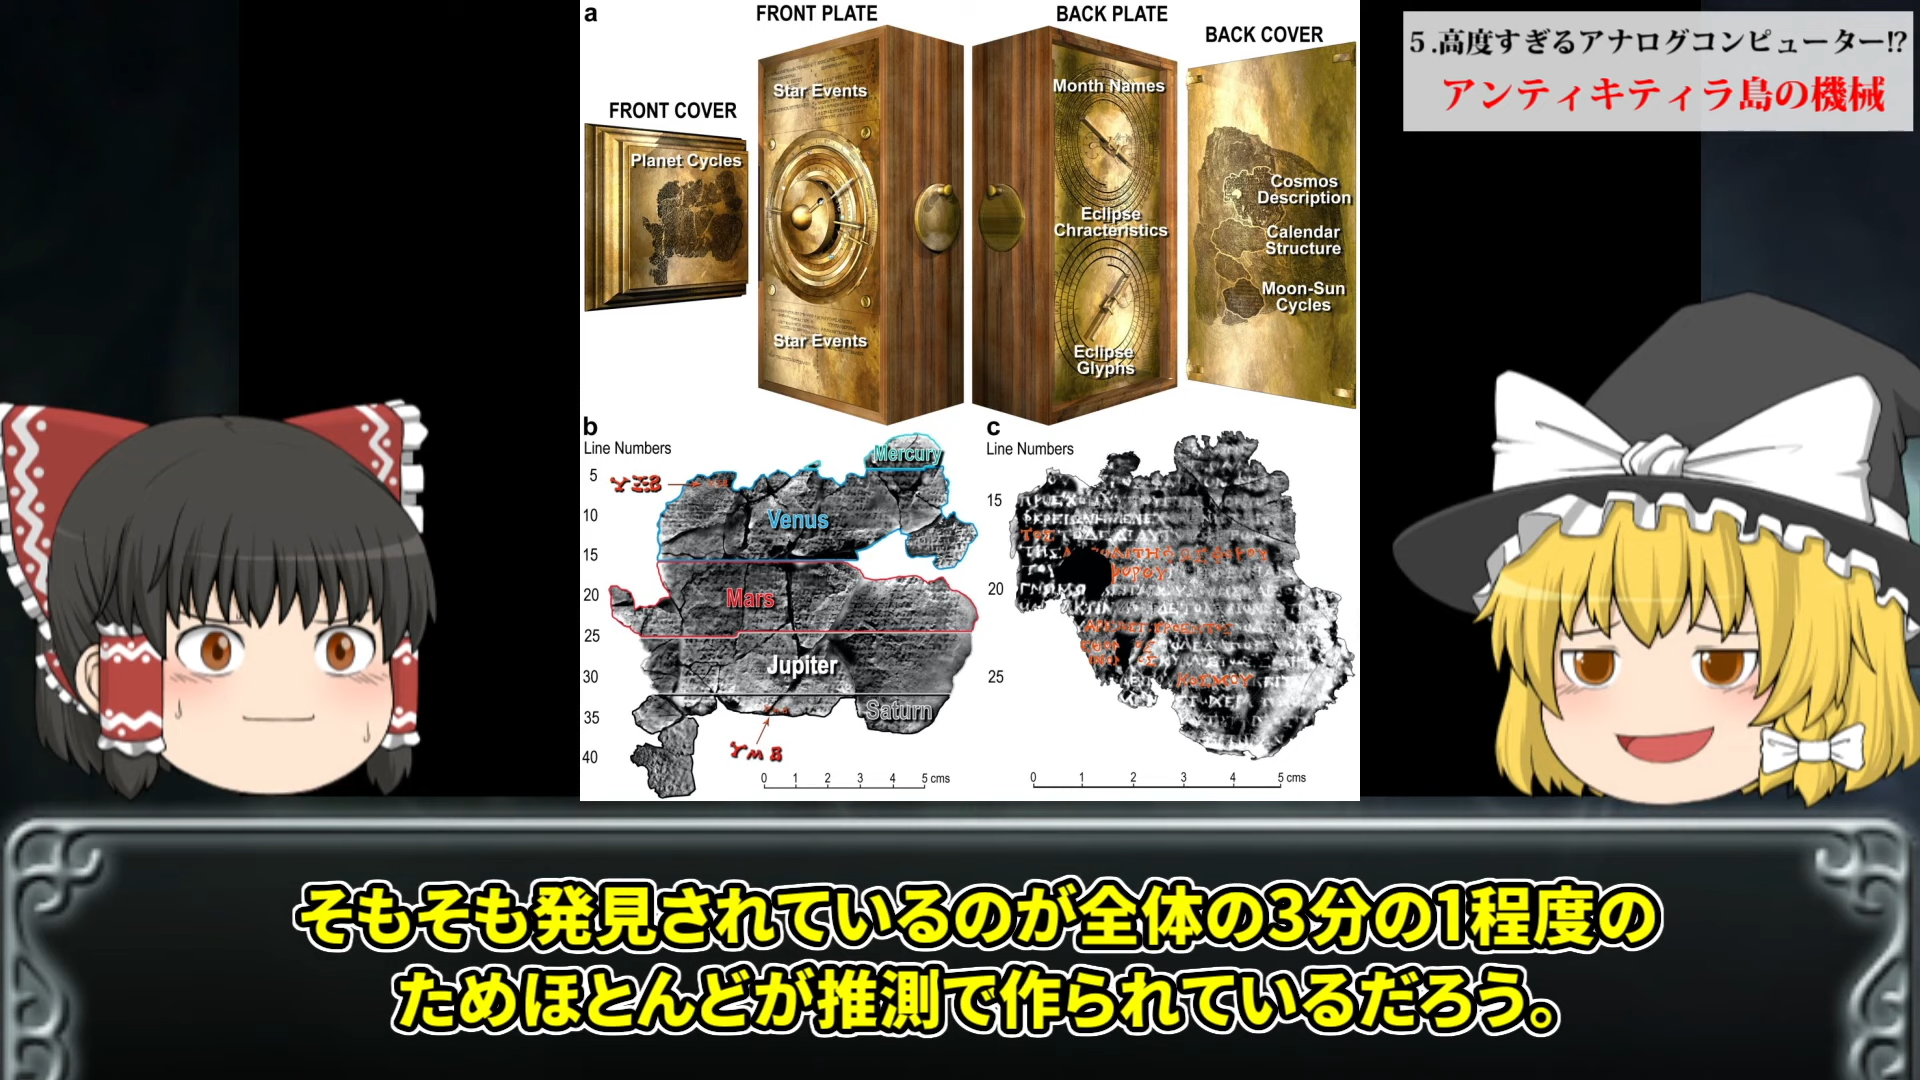 a
FRONT PLATE
BACK PLATE
BACK COVER
FRONT COVER
Star Events
Month Names
Planet Cycles
Cosmos
Description
Eclipse
Chracteristics
Calendar
Structure
Moon-Sun
Cycles
Star Events
Eclipse
Glyphs
5.高度すぎるアナログコンピューター!?
アンティキティラ島の機械
b
Line Numbers
5
10
15
20
25
30
35
40
Mercury
Venus
Mars
Jupiter
Saturn
0 1 2 3 4 5 cms
c
Line Numbers
15
20
25
0 1 2 3 4 5 cms
そもそも発見されているのが全体の3分の1程度の
ためほとんどが推測で作られているだろう。